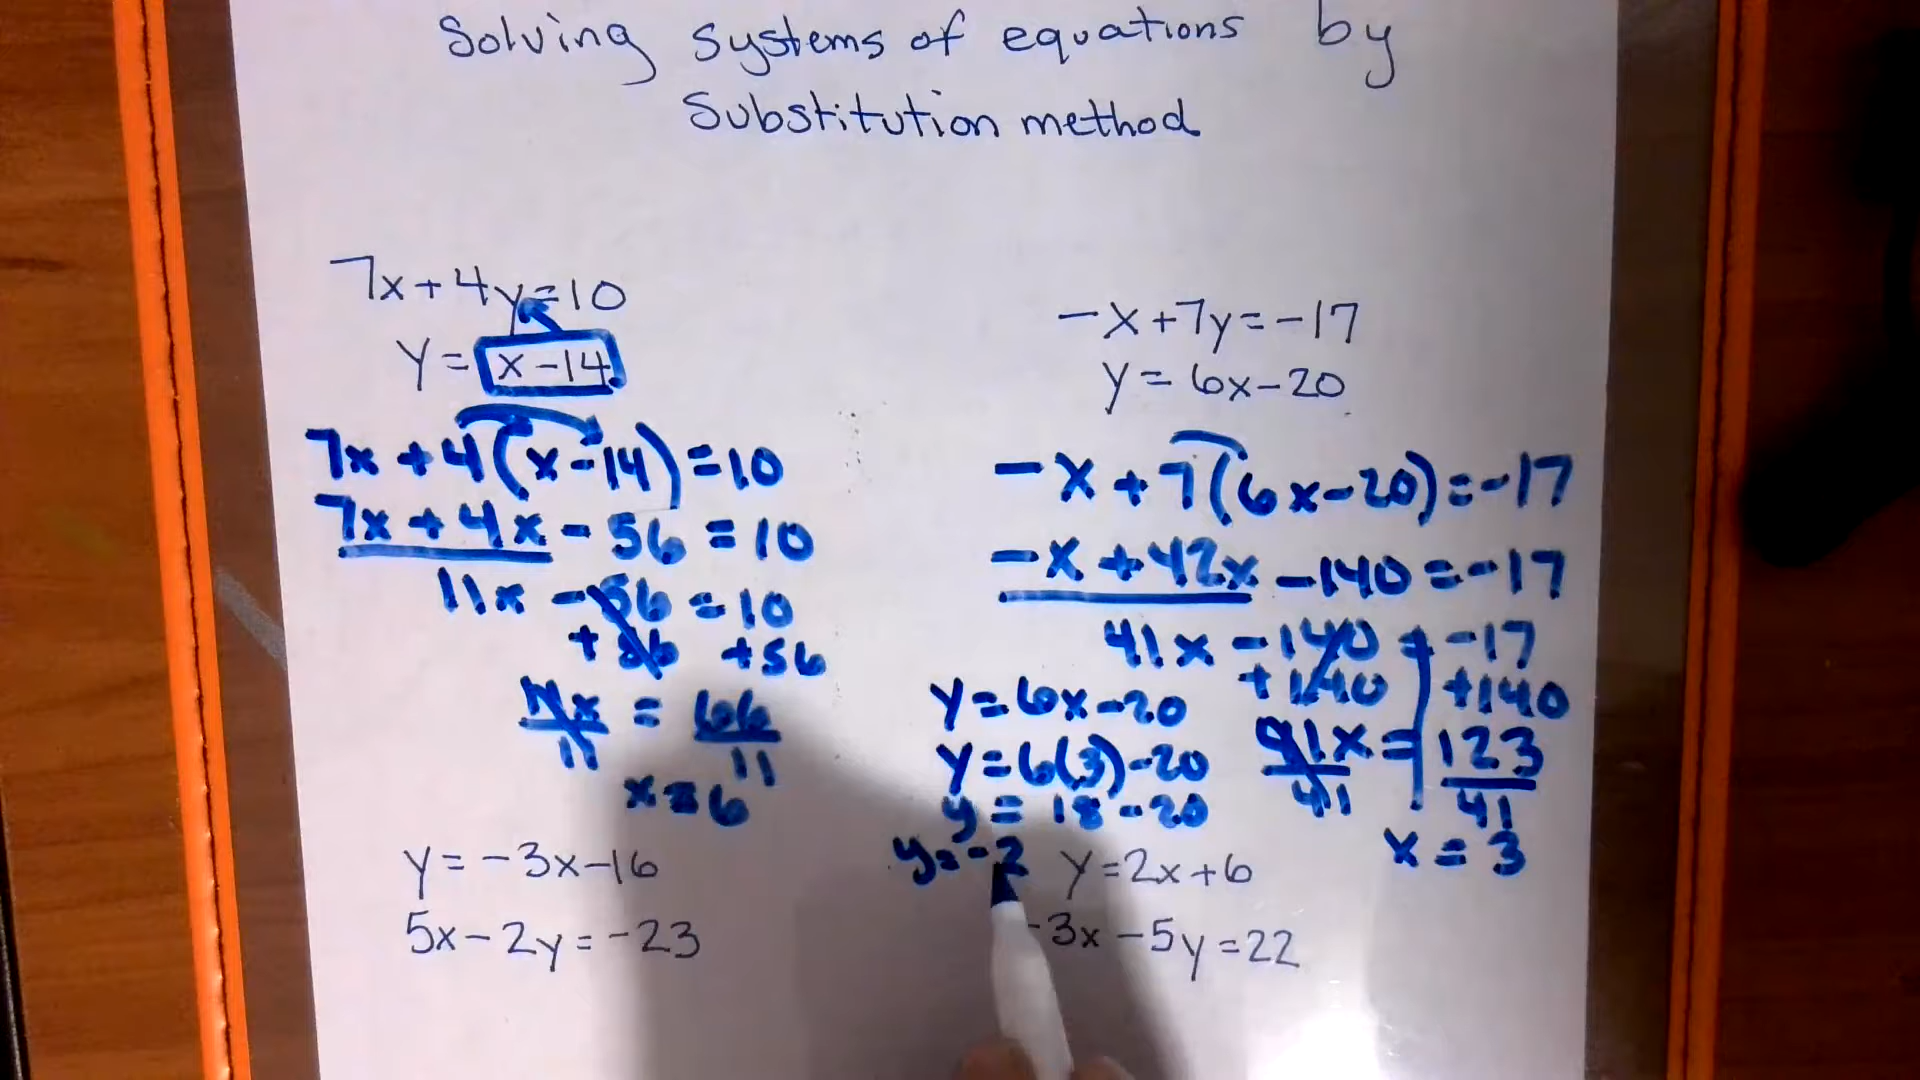 Solving systems of equations by
Substitution method
7x+4y=10
y=x-14
7x+4(x-14)=10
7x+4x-56=10
11x-56=10
+56 +56
11x=66
11 11
x=6
-x+7y=-17
y=6x-20
-x+7(6x-20)=-17
-x+42x-140=-17
41x-140=-17
+140 +140
41x=123
41 41
x=3
y=6x-20
y=6(3)-20
y=18-20
y=-2
y=-3x-16
5x-2y=-23
y=2x+6
-3x-5y=22